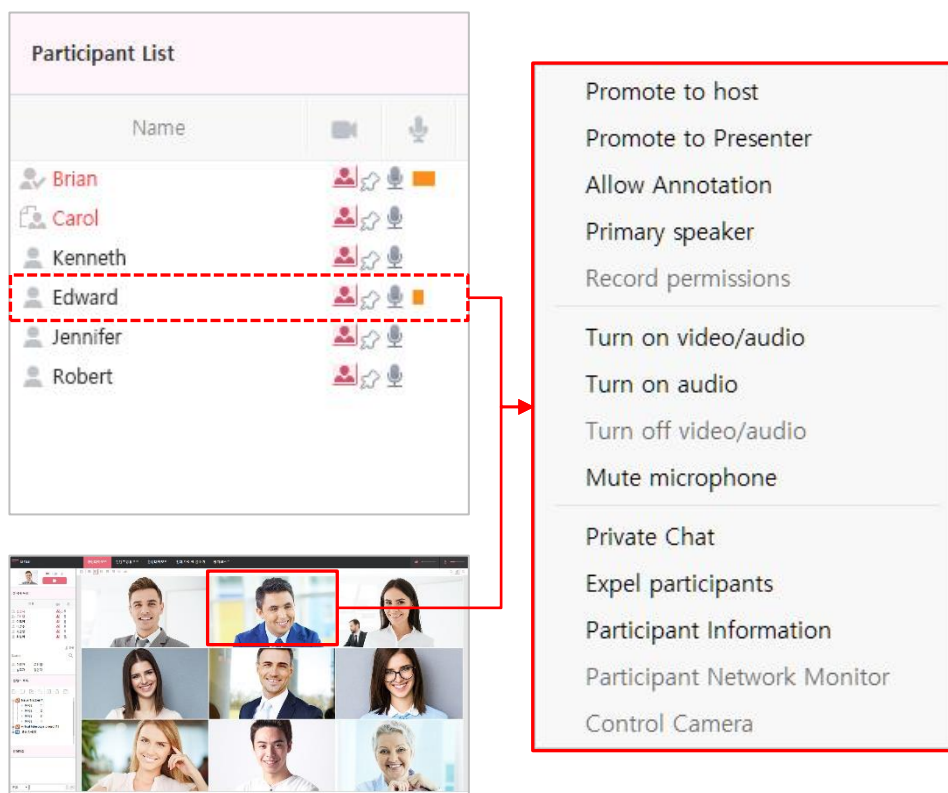 Participant List
Name
Brian
Carol
Kenneth
Edward
Jennifer
Robert
Promote to host
Promote to Presenter
Allow Annotation
Primary speaker
Record permissions
Turn on video/audio
Turn on audio
Turn off video/audio
Mute microphone
Private Chat
Expel participants
Participant Information
Participant Network Monitor
Control Camera